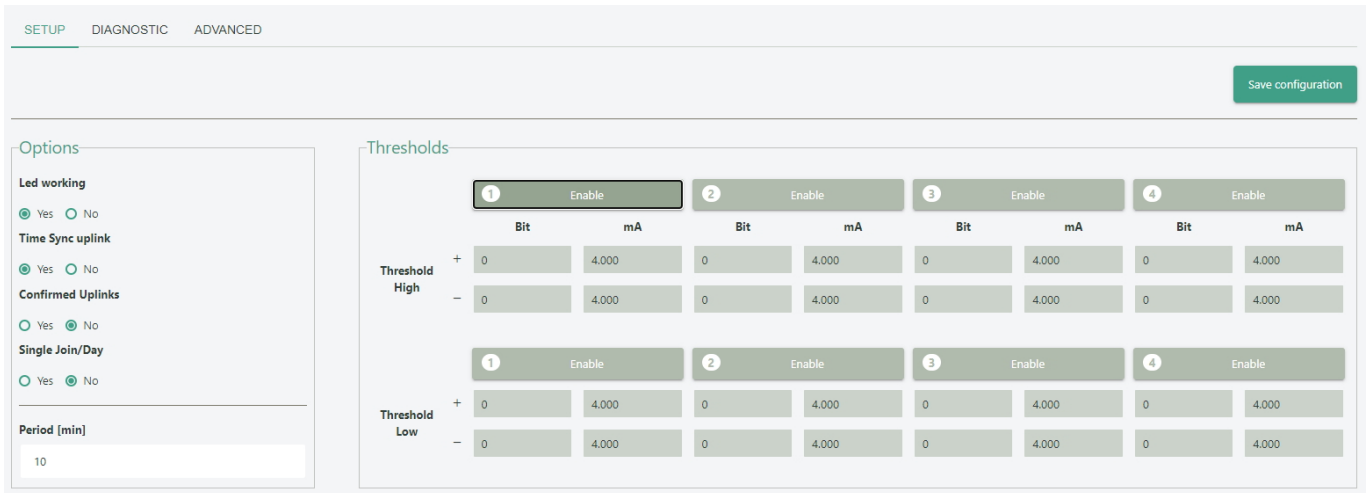 SETUP DIAGNOSTIC ADVANCED
Save configuration
Options
Led working
Yes No
Time Sync uplink
Yes No
Confirmed Uplinks
Yes No
Single Join/Day
Yes No
Period [min]
10
Thresholds
1 Enable 2 Enable 3 Enable 4 Enable
Bit mA Bit mA Bit mA Bit mA
Threshold High
+ 0 4.000 0 4.000 0 4.000 0 4.000
− 0 4.000 0 4.000 0 4.000 0 4.000
1 Enable 2 Enable 3 Enable 4 Enable
Threshold Low
+ 0 4.000 0 4.000 0 4.000 0 4.000
− 0 4.000 0 4.000 0 4.000 0 4.000